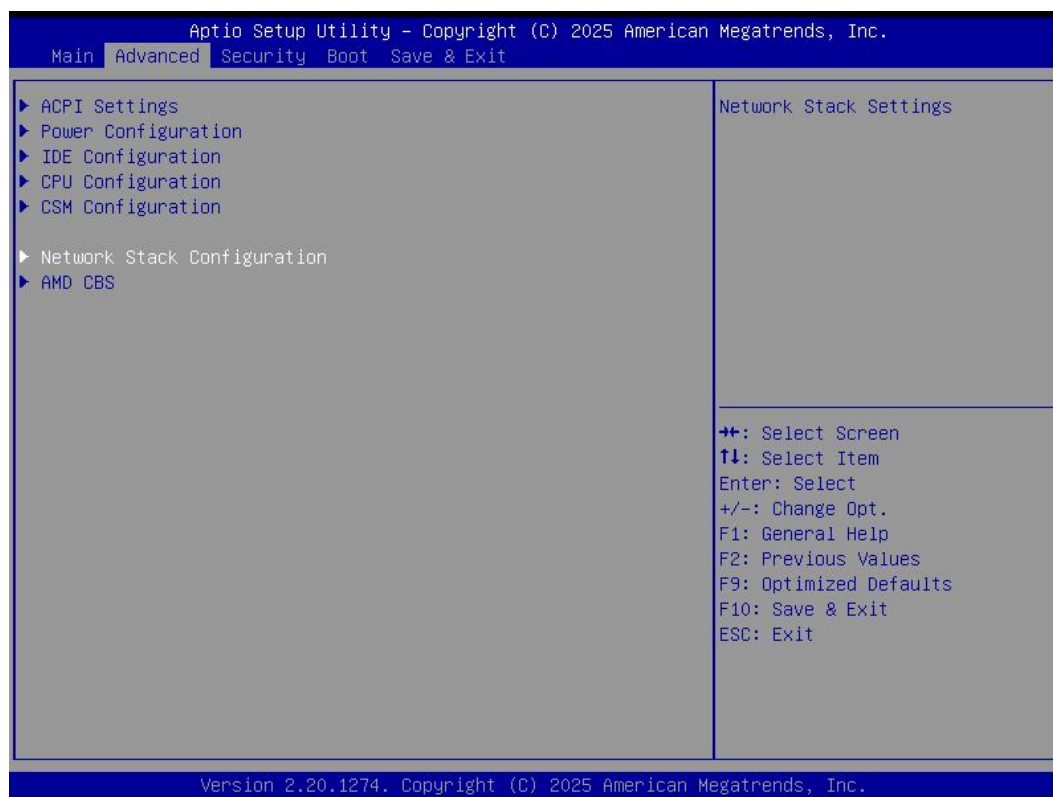 Aptio Setup Utility – Copyright (C) 2025 American Megatrends, Inc.
Main Advanced Security Boot Save & Exit
▶ ACPI Settings
▶ Power Configuration
▶ IDE Configuration
▶ CPU Configuration
▶ CSM Configuration
▶ Network Stack Configuration
▶ AMD CBS
Network Stack Settings
→←: Select Screen
↑↓: Select Item
Enter: Select
+/-: Change Opt.
F1: General Help
F2: Previous Values
F9: Optimized Defaults
F10: Save & Exit
ESC: Exit
Version 2.20.1274. Copyright (C) 2025 American Megatrends, Inc.